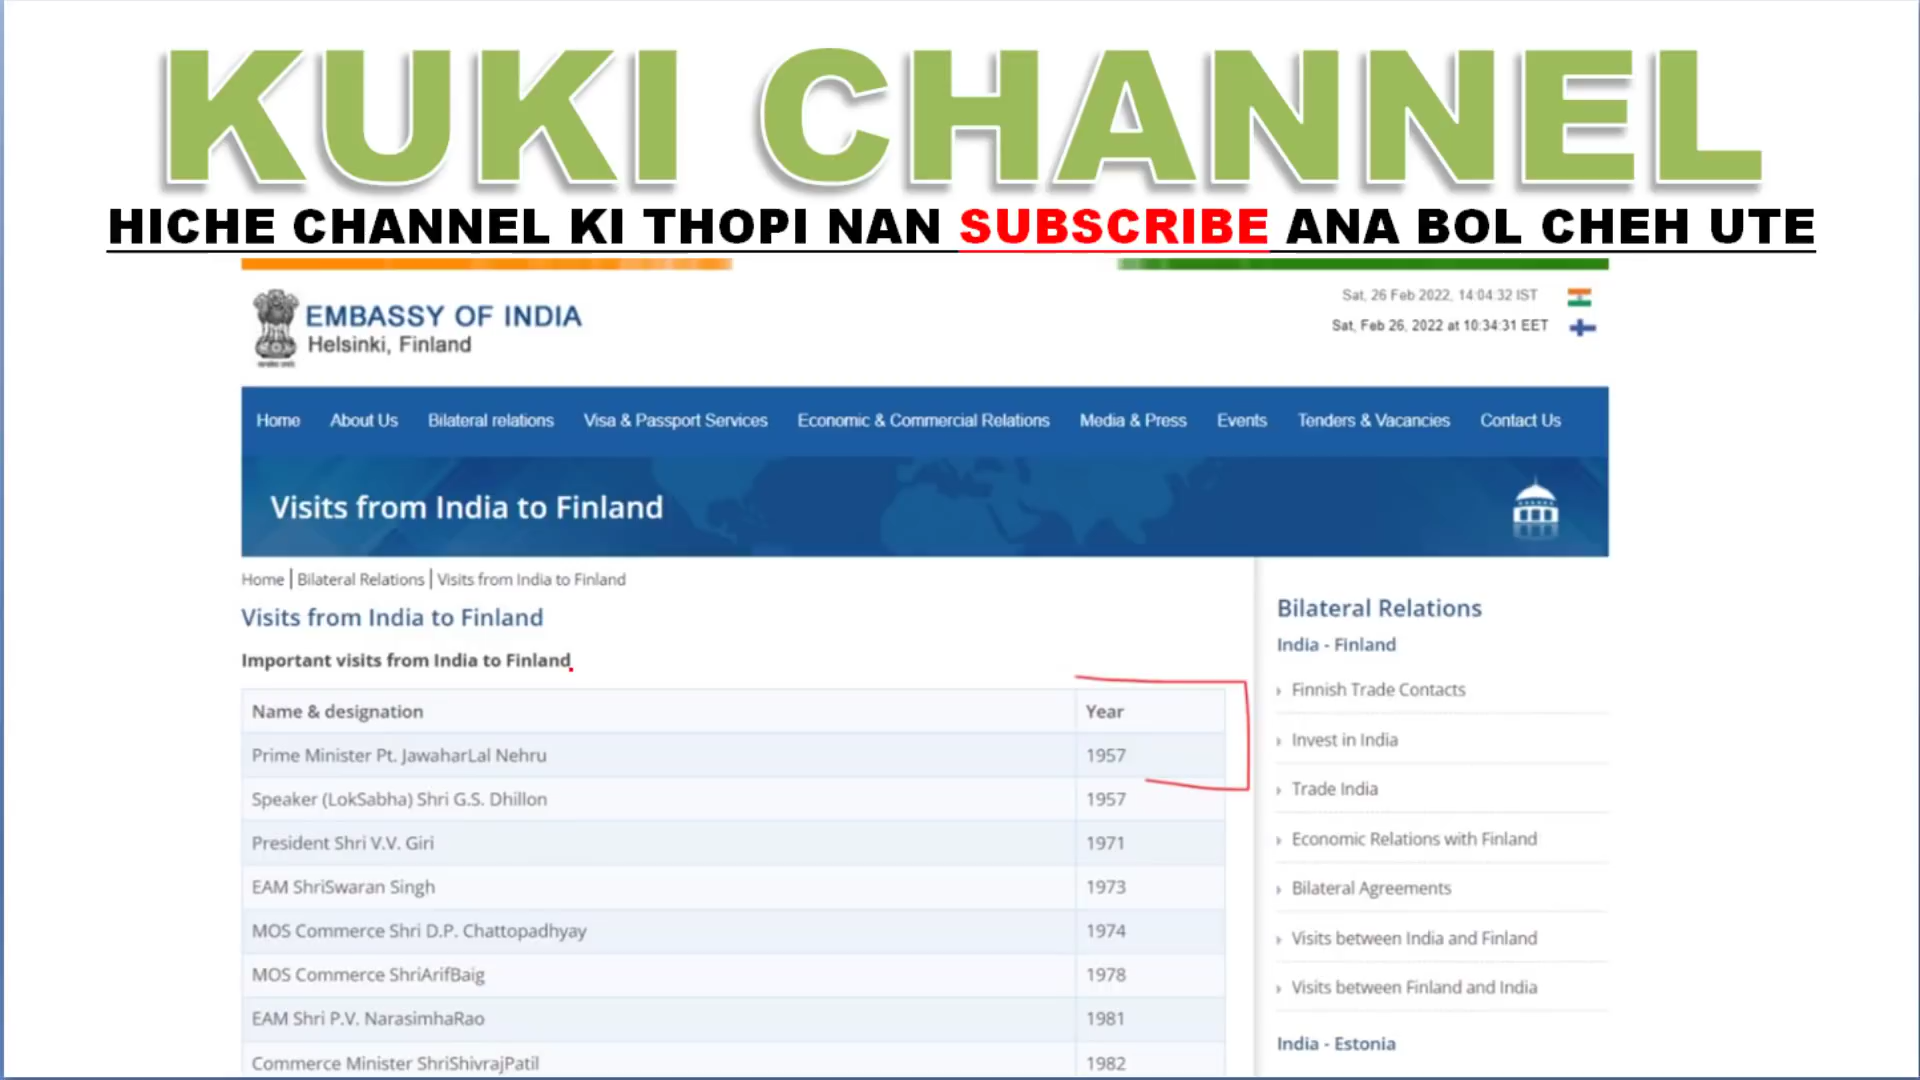 KUKI CHANNEL
HICHE CHANNEL KI THOPI NAN SUBSCRIBE ANA BOL CHEH UTE
EMBASSY OF INDIA
Helsinki, Finland
Sat, 26 Feb 2022, 14:04:32 IST
Sat, Feb 26, 2022 at 10:34:31 EET
Home About Us Bilateral relations Visa & Passport Services Economic & Commercial Relations Media & Press Events Tenders & Vacancies Contact Us
Visits from India to Finland
Home | Bilateral Relations | Visits from India to Finland
Visits from India to Finland
Important visits from India to Finland
Name & designation Year
Prime Minister Pt. JawaharLal Nehru 1957
Speaker (LokSabha) Shri G.S. Dhillon 1957
President Shri V.V. Giri 1971
EAM ShriSwaran Singh 1973
MOS Commerce Shri D.P. Chattopadhyay 1974
MOS Commerce ShriArifBaig 1978
EAM Shri P.V. NarasimhaRao 1981
Commerce Minister ShriShivrajPatil 1982
Bilateral Relations
India - Finland
Finnish Trade Contacts
Invest in India
Trade India
Economic Relations with Finland
Bilateral Agreements
Visits between India and Finland
Visits between Finland and India
India - Estonia